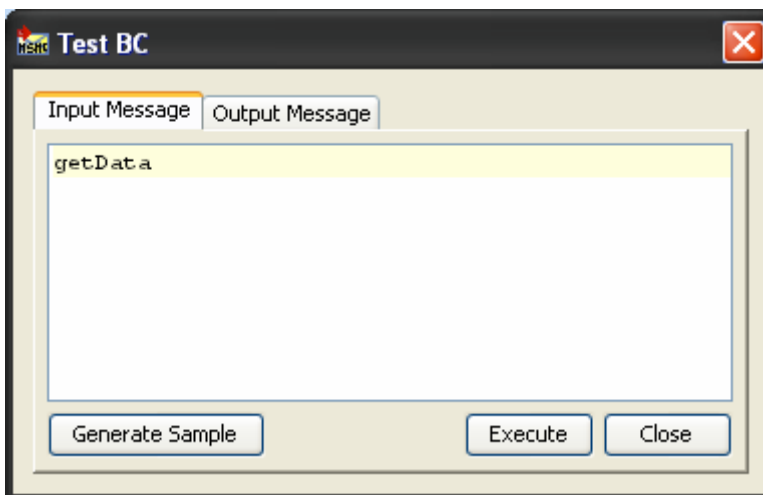 Test BC
Input Message
Output Message
getData
Generate Sample
Execute
Close